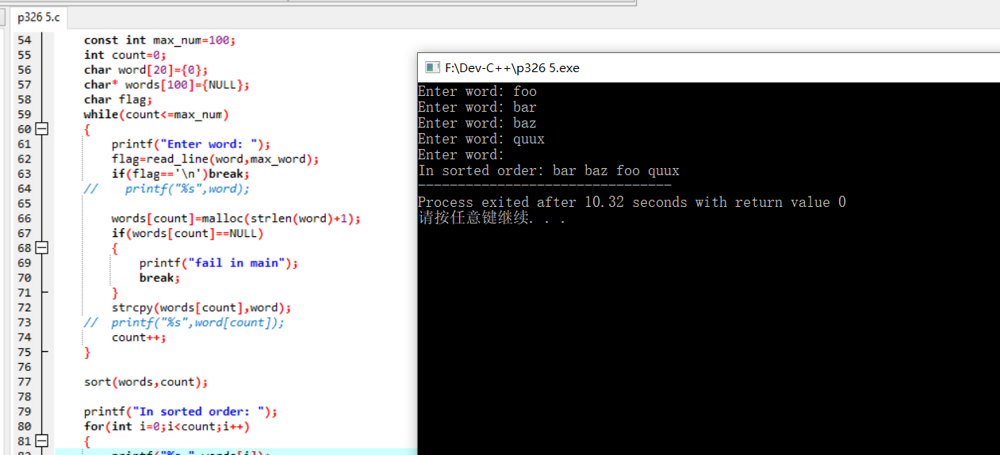 p326 5.c
54 const int max_num=100;
55 int count=0;
56 char word[20]={0};
57 char* words[100]={NULL};
58 char flag;
59 while(count<=max_num)
60 {
61 printf("Enter word: ");
62 flag=read_line(word,max_word);
63 if(flag=='\n')break;
64 // printf("%s",word);
65
66 words[count]=malloc(strlen(word)+1);
67 if(words[count]==NULL)
68 {
69 printf("fail in main");
70 break;
71 }
72 strcpy(words[count],word);
73 // printf("%s",word[count]);
74 count++;
75 }
76
77 sort(words,count);
78
79 printf("In sorted order: ");
80 for(int i=0;i<count;i++)
81 {
F:\Dev-C++\p326 5.exe
Enter word: foo
Enter word: bar
Enter word: baz
Enter word: quux
Enter word:
In sorted order: bar baz foo quux
--------------------------------
Process exited after 10.32 seconds with return value 0
请按任意键继续. . .